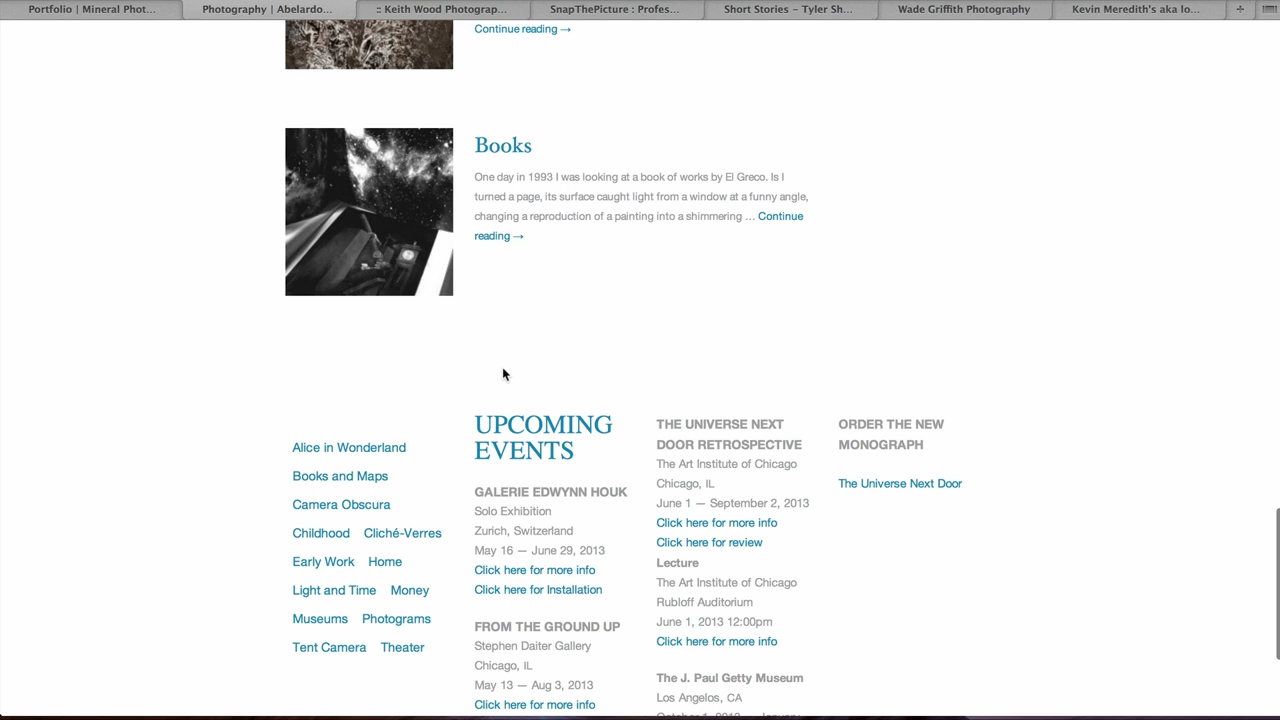 Portfolio | Mineral Phot...
Photography | Abelardo...
:: Keith Wood Photograp...
SnapThePicture : Profes...
Short Stories – Tyler Sh...
Wade Griffith Photography
Kevin Meredith's aka lo...
Continue reading →
Books
One day in 1993 I was looking at a book of works by El Greco. Is I
turned a page, its surface caught light from a window at a funny angle,
changing a reproduction of a painting into a shimmering … Continue
reading →
Alice in Wonderland
Books and Maps
Camera Obscura
Childhood Cliché-Verres
Early Work Home
Light and Time Money
Museums Photograms
Tent Camera Theater
UPCOMING
EVENTS
GALERIE EDWYNN HOUK
Solo Exhibition
Zurich, Switzerland
May 16 — June 29, 2013
Click here for more info
Click here for Installation
FROM THE GROUND UP
Stephen Daiter Gallery
Chicago, IL
May 13 — Aug 3, 2013
Click here for more info
THE UNIVERSE NEXT
DOOR RETROSPECTIVE
The Art Institute of Chicago
Chicago, IL
June 1 — September 2, 2013
Click here for more info
Click here for review
Lecture
The Art Institute of Chicago
Rubloff Auditorium
June 1, 2013 12:00pm
Click here for more info
The J. Paul Getty Museum
Los Angelos, CA
ORDER THE NEW
MONOGRAPH
The Universe Next Door